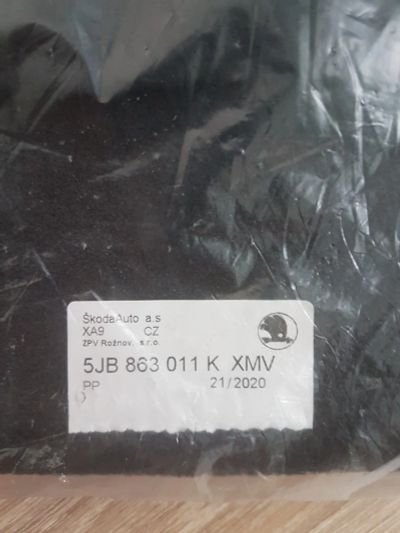 ŠkodaAuto a.s
XA9 CZ
ZPV Rožnov, s.r.o.
5JB 863 011 K XMV
PP 21/2020